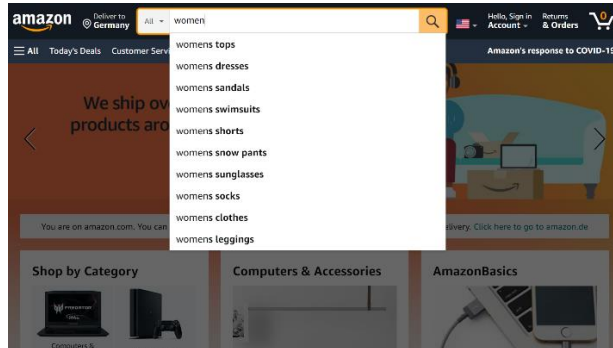 amazon
Deliver to
Germany
All
women
Hello, Sign in
Account
Returns
& Orders
0
All Today's Deals Customer Serv
Amazon's response to COVID-19
womens tops
womens dresses
womens sandals
womens swimsuits
womens shorts
womens snow pants
womens sunglasses
womens socks
womens clothes
womens leggings
We ship ov
products aro
You are on amazon.com. You can
elivery. Click here to go to amazon.de
Shop by Category
Computers & Accessories
AmazonBasics
PREDATOR
Computers &